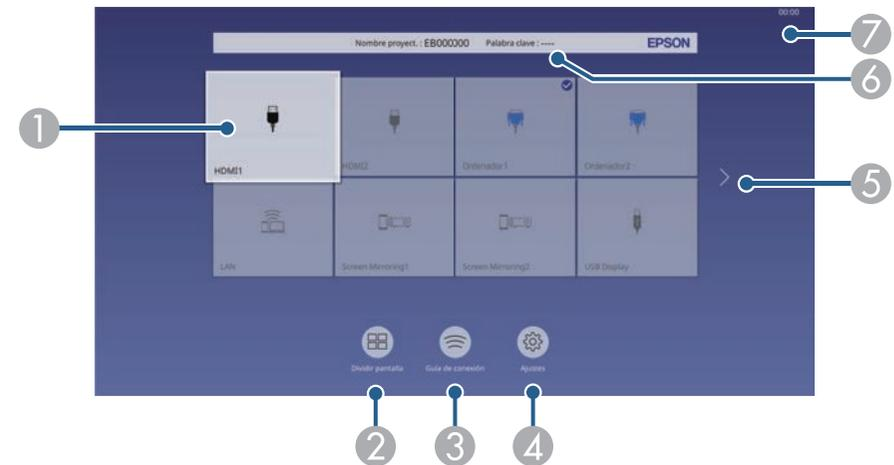 00:00
7
Nombre proyect. : EB000000 Palabra clave : ---- EPSON
6
1
HDMI1 HDMI2 Ordenador1 Ordenador2
5
LAN Screen Mirroring1 Screen Mirroring2 USB Display
Dividir pantalla Guía de conexión Ajustes
2 3 4